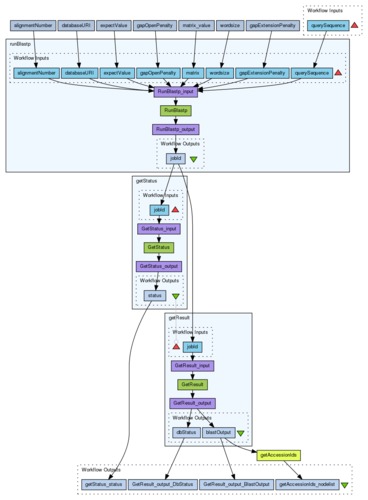 Workflow Inputs
alignmentNumber databaseURI expectValue gapOpenPenalty matrix_value wordsize gapExtensionPenalty querySequence
runBlastp
Workflow Inputs
alignmentNumber databaseURI expectValue gapOpenPenalty matrix wordsize gapExtensionPenalty querySequence
RunBlastp_input
RunBlastp
RunBlastp_output
Workflow Outputs
jobId
getStatus
Workflow Inputs
jobId
GetStatus_input
GetStatus
GetStatus_output
Workflow Outputs
status
getResult
Workflow Inputs
jobId
GetResult_input
GetResult
GetResult_output
Workflow Outputs
dbStatus blastOutput
getAccessionIds
Workflow Outputs
getStatus_status GetResult_output_DbStatus GetResult_output_BlastOutput getAccessionIds_nodelist